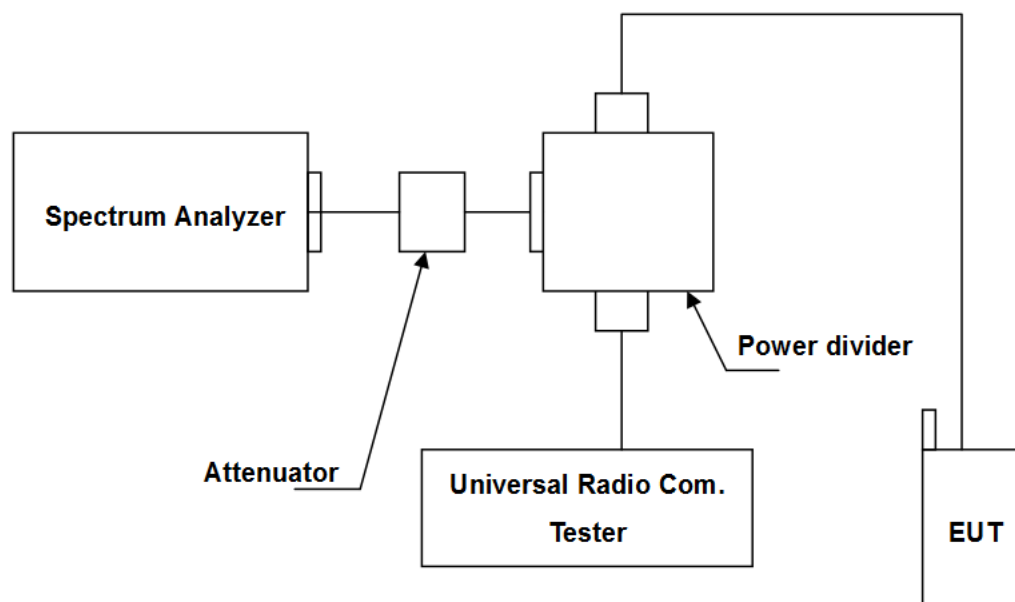 Spectrum Analyzer
Power divider
Attenuator
Universal Radio Com.
Tester
EUT